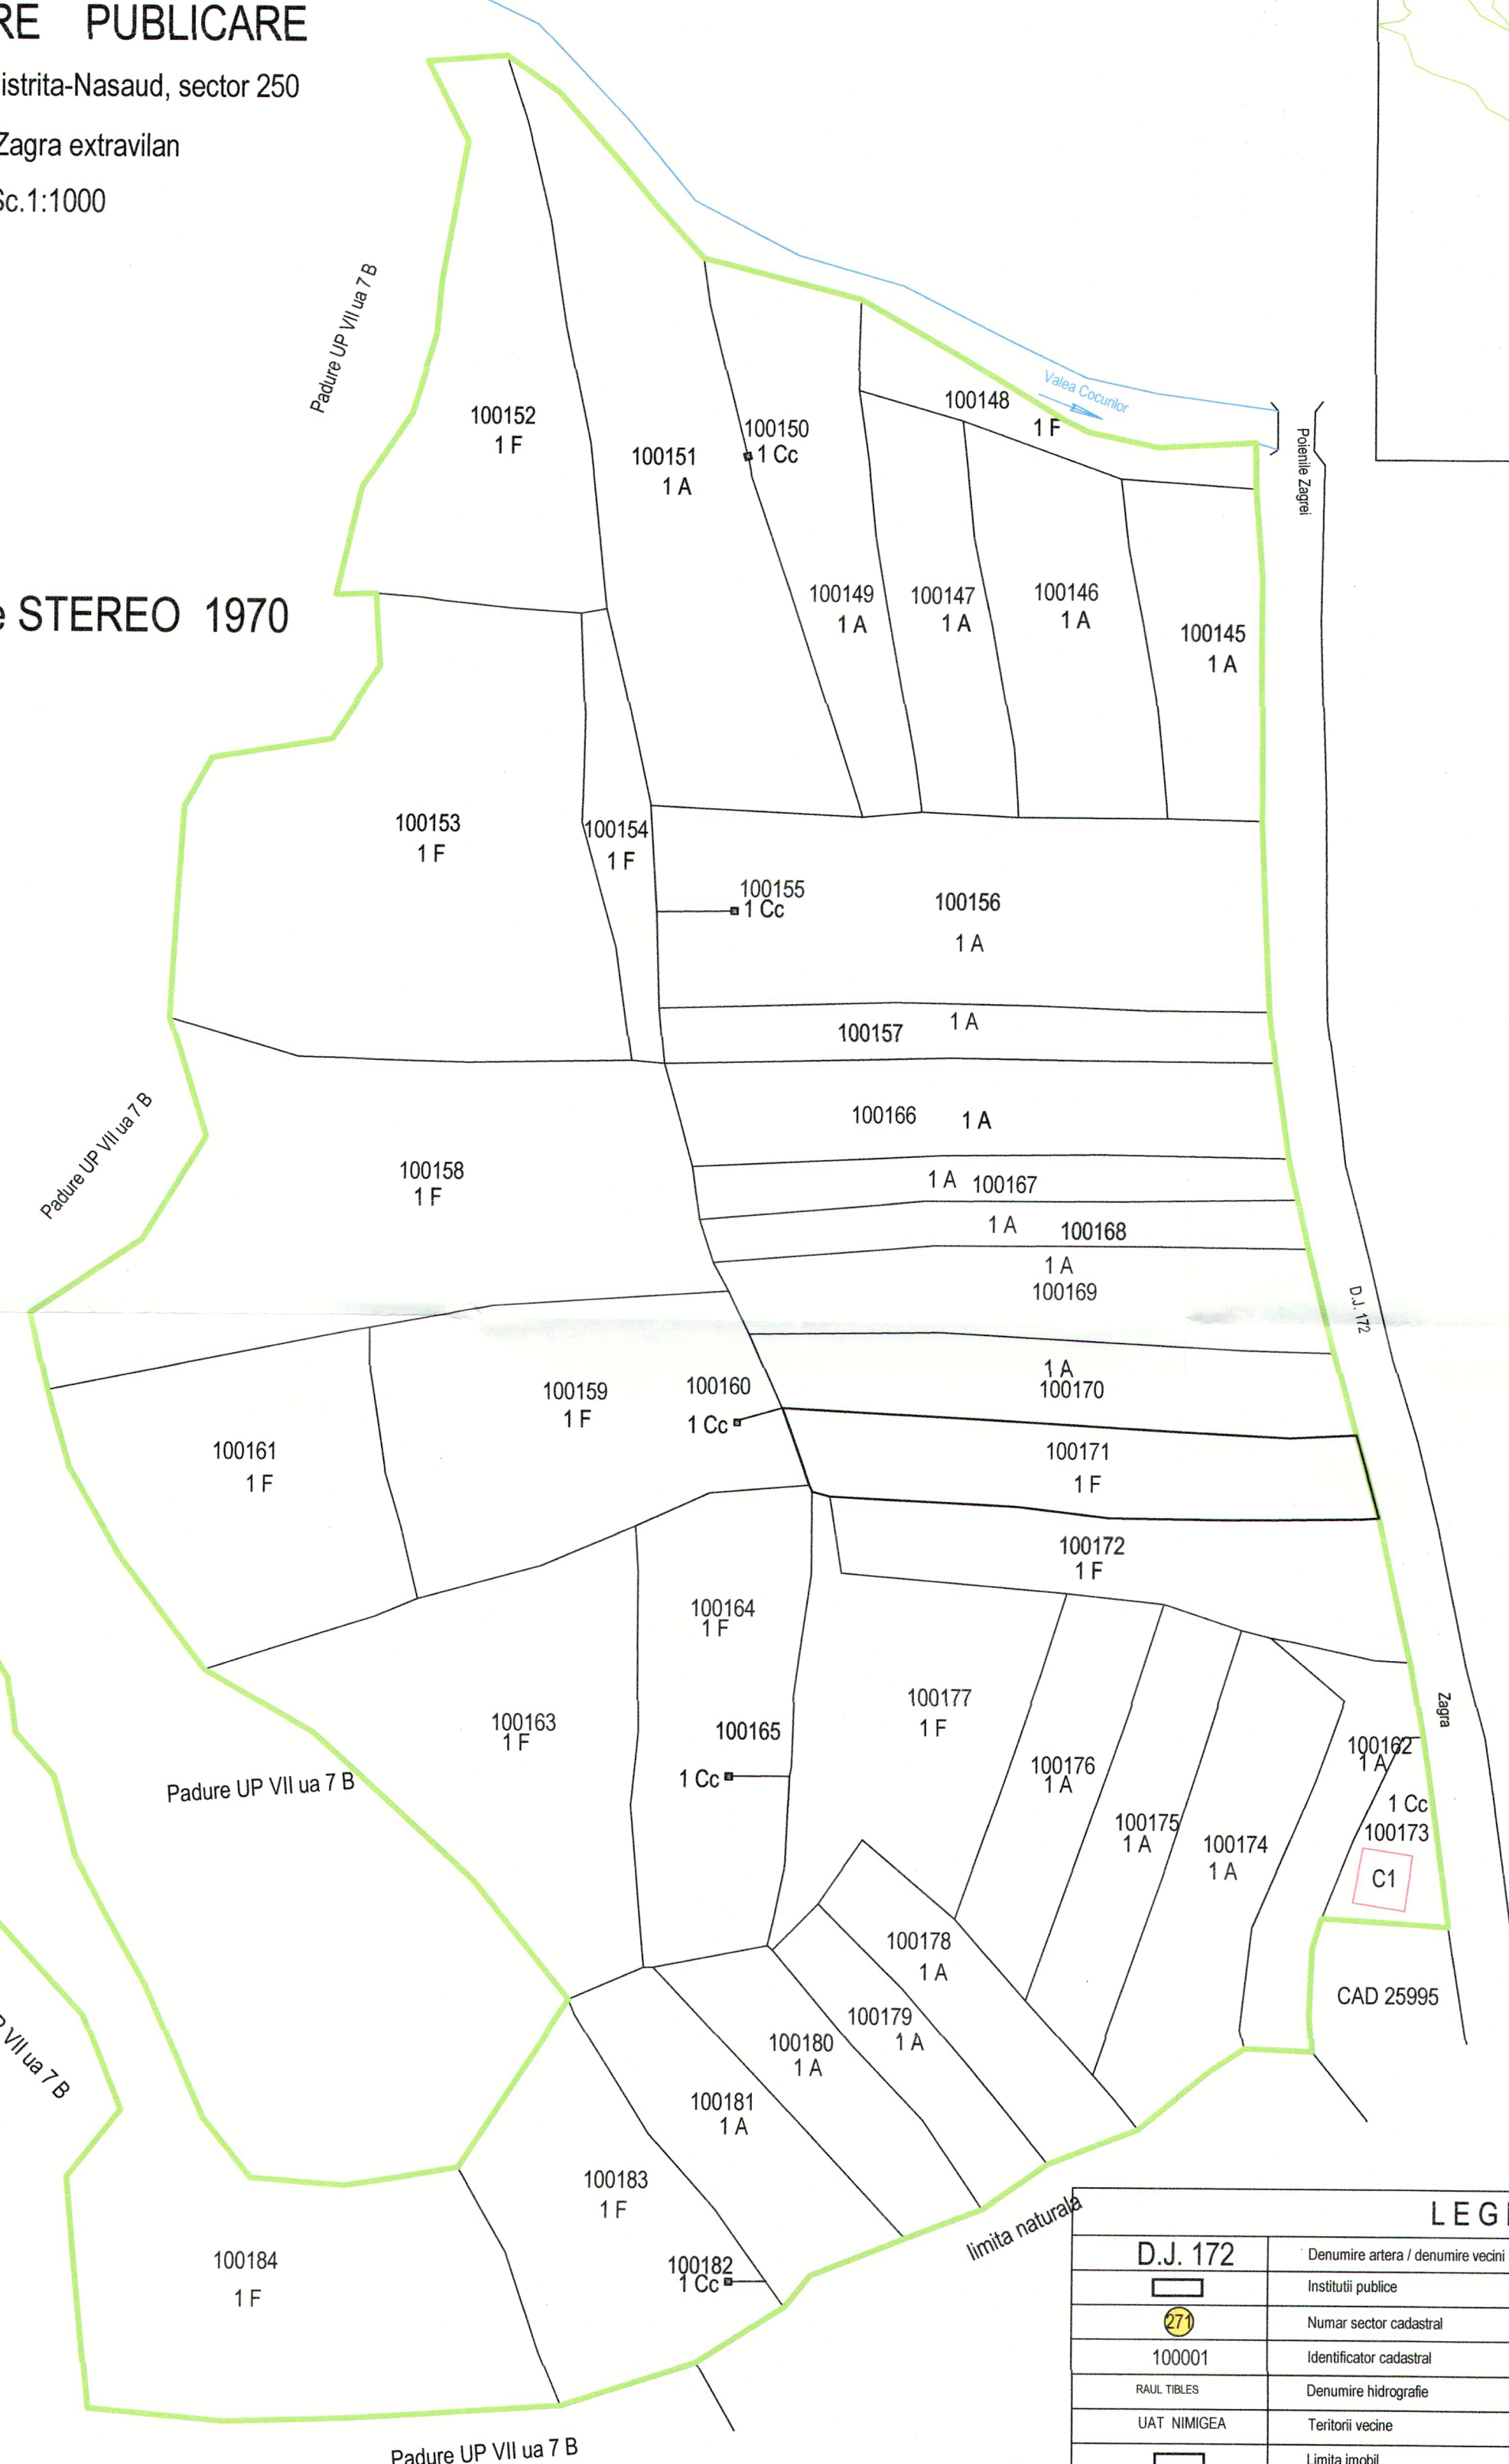 RE PUBLICARE
istrita-Nasaud, sector 250
Zagra extravilan
Sc.1:1000
e STEREO 1970
Padure UP VII ua 7 B
Valea Cocurilor
Poienile Zagrei
100152
1 F
100151
1 A
100150
1 Cc
100148
1 F
100149
1 A
100147
1 A
100146
1 A
100145
1 A
100153
1 F
100154
1 F
100155
1 Cc
100156
1 A
100157
1 A
Padure UP VII ua 7 B
100158
1 F
100166
1 A
1 A
100167
1 A
100168
1 A
100169
D.J. 172
1 A
100170
100159
1 F
100160
1 Cc
100161
1 F
100171
1 F
100172
1 F
100164
1 F
100163
1 F
100165
1 Cc
100177
1 F
Zagra
100162
1 A
100176
1 A
1 Cc
100173
C1
100175
1 A
100174
1 A
Padure UP VII ua 7 B
100178
1 A
CAD 25995
100179
1 A
100180
1 A
100181
1 A
P VII ua 7 B
100183
1 F
100182
1 Cc
100184
1 F
limita naturala
Padure UP VII ua 7 B
LEG
D.J. 172 Denumire artera / denumire vecini
Institutii publice
271 Numar sector cadastral
100001 Identificator cadastral
RAUL TIBLES Denumire hidrografie
UAT NIMIGEA Teritorii vecine
Limita imobil